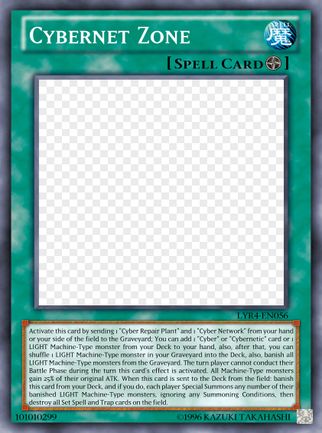 CYBERNET ZONE
魔
[SPELL CARD]
LYR4-EN056
Activate this card by sending 1 "Cyber Repair Plant" and 1 "Cyber Network" from your hand
or your side of the field to the Graveyard: You can add 1 "Cyber" or "Cybernetic" card or 1
LIGHT Machine-Type monster from your Deck to your hand, also, after that, you can
shuffle 1 LIGHT Machine-Type monster in your Graveyard into the Deck, also, banish all
LIGHT Machine-Type monsters from the Graveyard. The turn player cannot conduct their
Battle Phase during the turn this card's effect is activated. All Machine-Type Monsters
gain 25% of their original ATK. When this card is sent to the Deck from the field: banish
this card from your Deck, and if you do, each player Special Summons any number of their
banished LIGHT Machine-Type monsters, ignoring any Summoning Conditions, then
destroy all Set Spell and Trap cards on the field.
101010299
©1996 KAZUKI TAKAHASHI